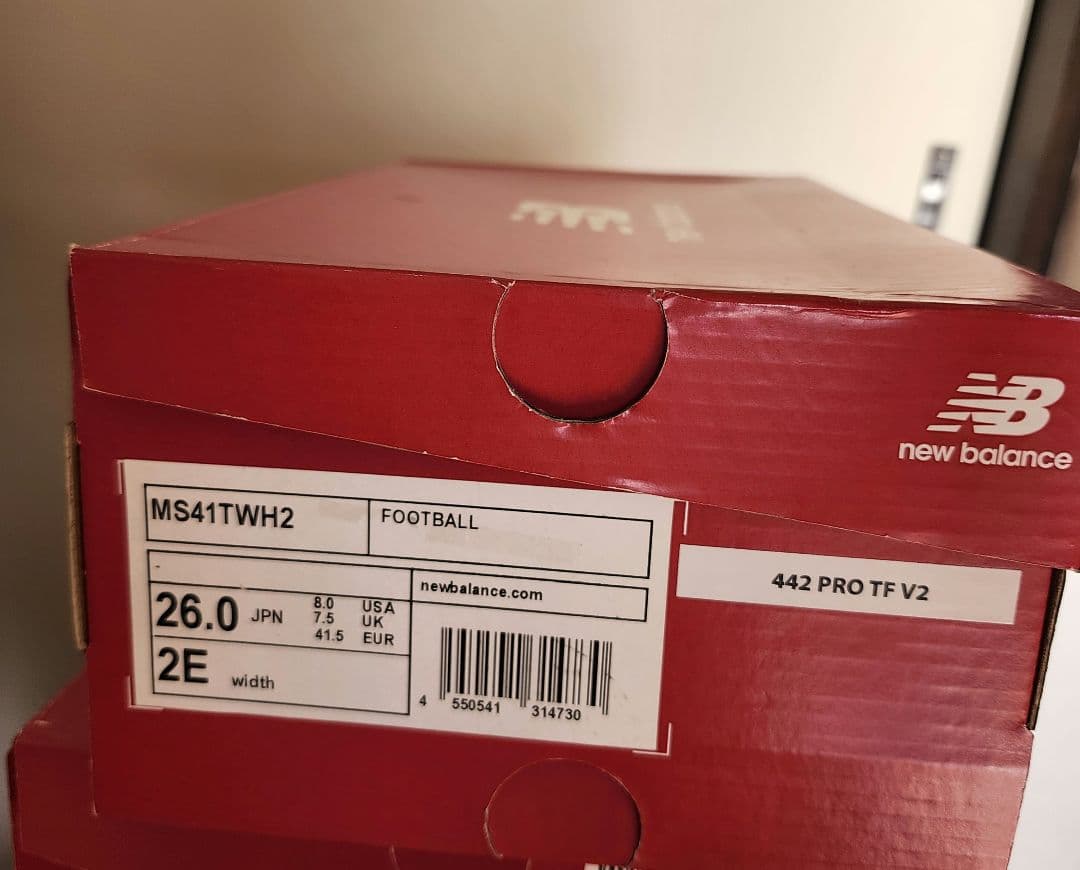 NB
new balance
MS41TWH2
FOOTBALL
-
newbalance.com
26.0 JPN
8.0 USA
7.5 UK
41.5 EUR
2E width
4 550541 314730
442 PRO TF V2